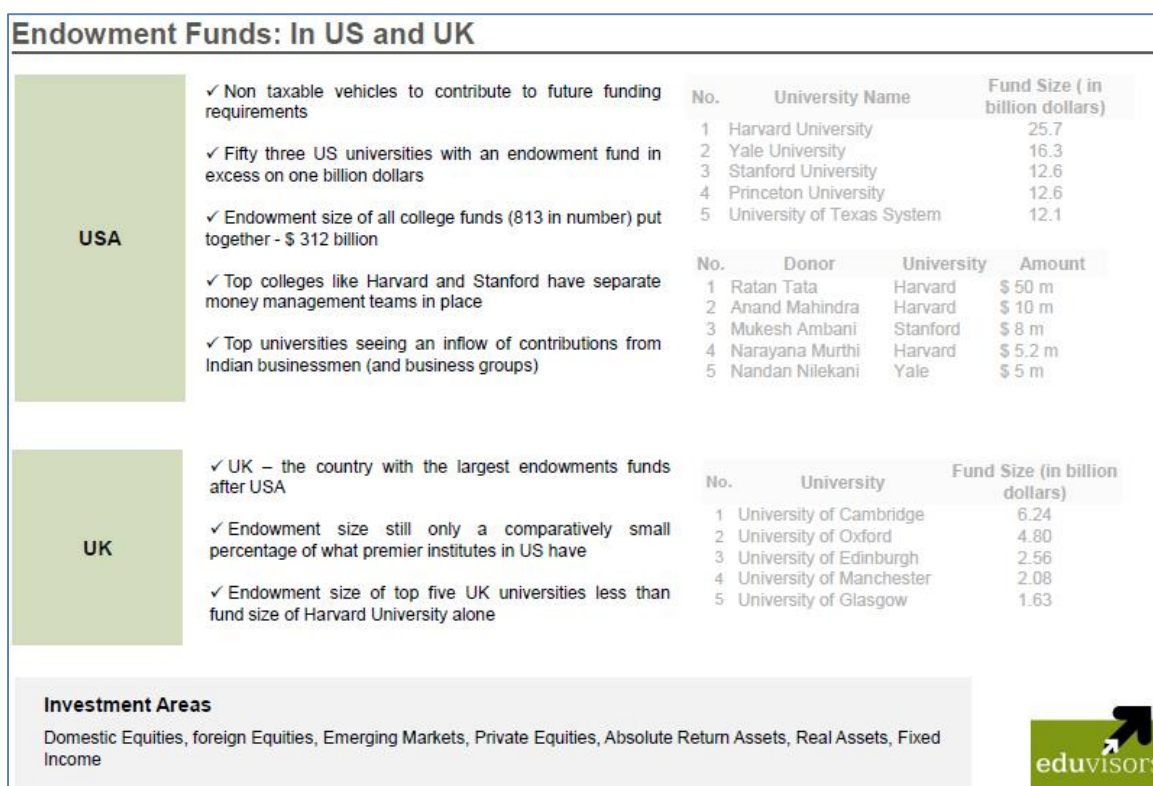 Endowment Funds: In US and UK
USA
✓ Non taxable vehicles to contribute to future funding
requirements
✓ Fifty three US universities with an endowment fund in
excess on one billion dollars
✓ Endowment size of all college funds (813 in number) put
together - $ 312 billion
✓ Top colleges like Harvard and Stanford have separate
money management teams in place
✓ Top universities seeing an inflow of contributions from
Indian businessmen (and business groups)
No. University Name Fund Size ( in
billion dollars)
1 Harvard University 25.7
2 Yale University 16.3
3 Stanford University 12.6
4 Princeton University 12.6
5 University of Texas System 12.1
No. Donor University Amount
1 Ratan Tata Harvard $ 50 m
2 Anand Mahindra Harvard $ 10 m
3 Mukesh Ambani Stanford $ 8 m
4 Narayana Murthi Harvard $ 5.2 m
5 Nandan Nilekani Yale $ 5 m
UK
✓ UK – the country with the largest endowments funds
after USA
✓ Endowment size still only a comparatively small
percentage of what premier institutes in US have
✓ Endowment size of top five UK universities less than
fund size of Harvard University alone
No. University Fund Size (in billion
dollars)
1 University of Cambridge 6.24
2 University of Oxford 4.80
3 University of Edinburgh 2.56
4 University of Manchester 2.08
5 University of Glasgow 1.63
Investment Areas
Domestic Equities, foreign Equities, Emerging Markets, Private Equities, Absolute Return Assets, Real Assets, Fixed
Income
eduvisors